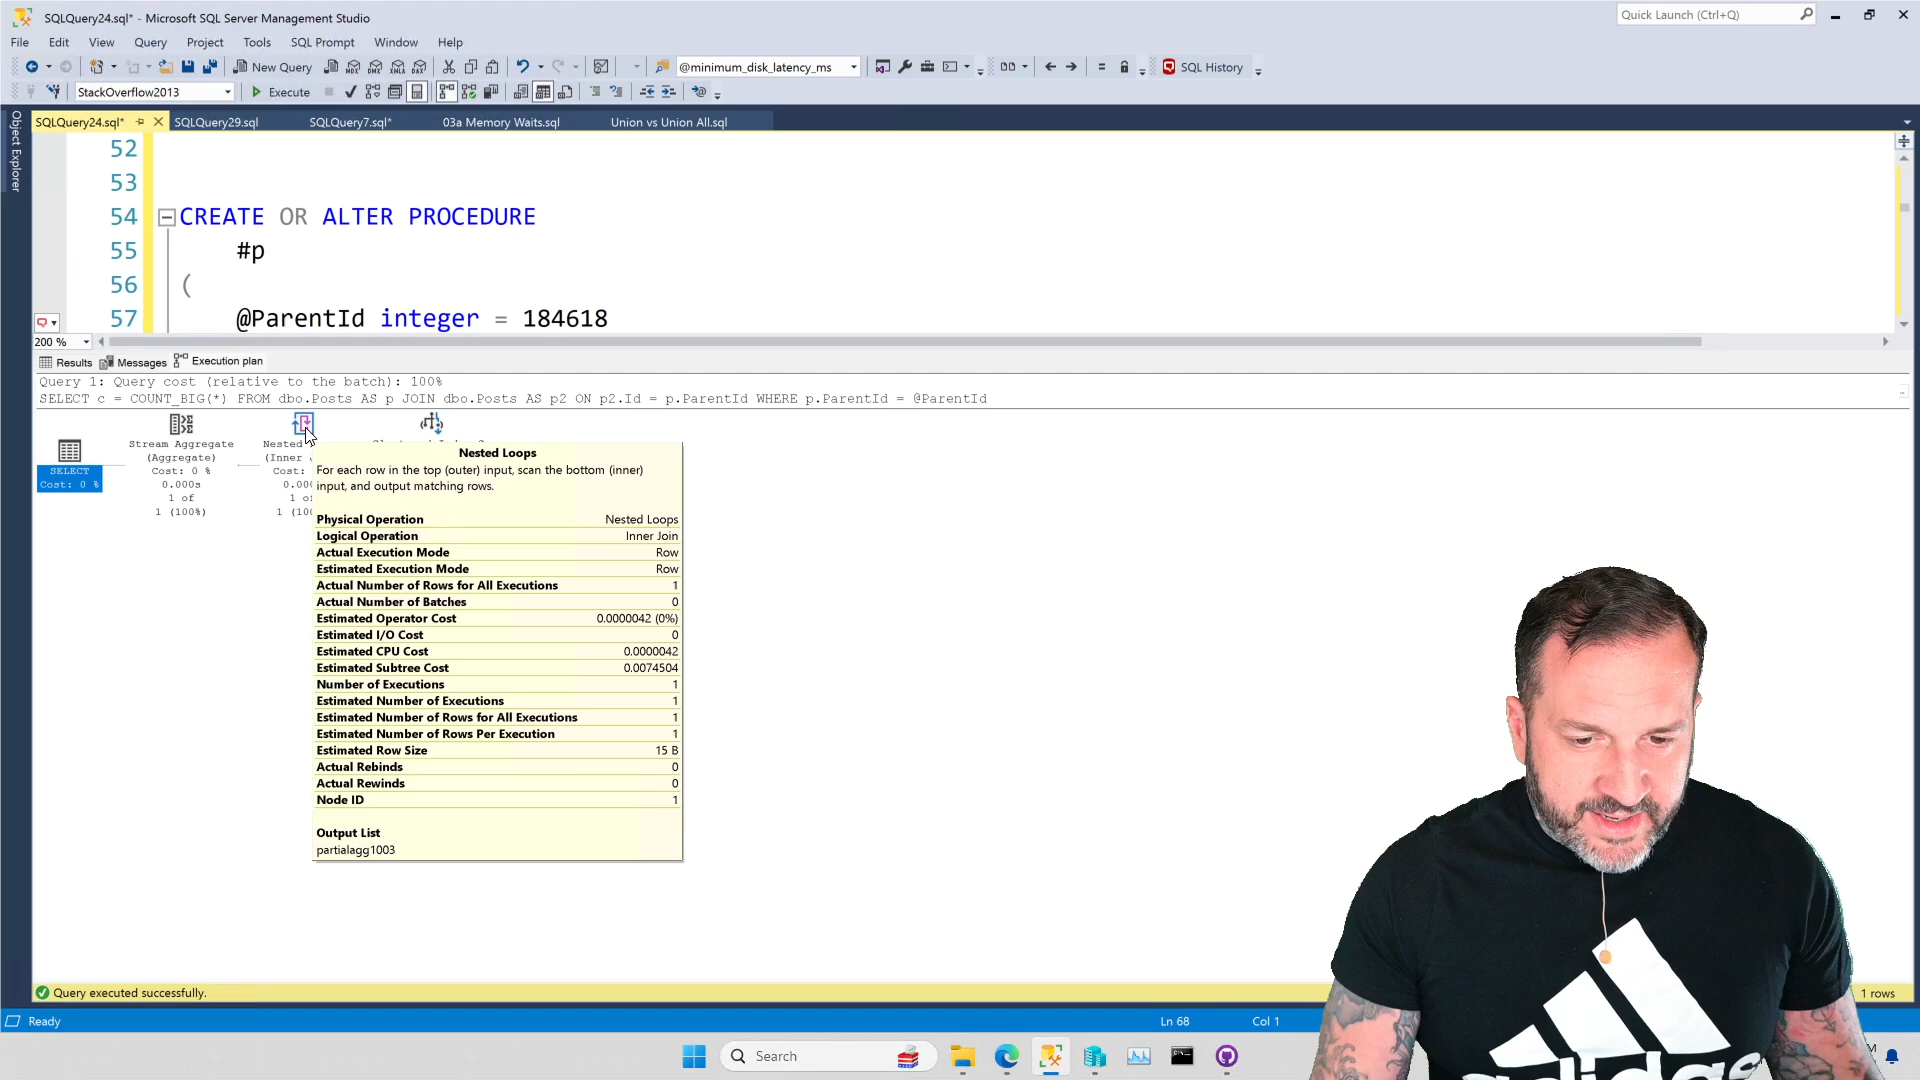 SQLQuery24.sql* - Microsoft SQL Server Management Studio
Quick Launch (Ctrl+Q)
File Edit View Query Project Tools SQL Prompt Window Help
New Query
@minimum_disk_latency_ms
SQL History
StackOverflow2013
Execute
SQLQuery24.sql*
SQLQuery29.sql
SQLQuery7.sql*
03a Memory Waits.sql
Union vs Union All.sql
Object Explorer
52
53
54 CREATE OR ALTER PROCEDURE
55 #p
56 (
57 @ParentId integer = 184618
200 %
Results Messages Execution plan
Query 1: Query cost (relative to the batch): 100%
SELECT c = COUNT_BIG(*) FROM dbo.Posts AS p JOIN dbo.Posts AS p2 ON p2.Id = p.ParentId WHERE p.ParentId = @ParentId
SELECT
Cost: 0 %
Stream Aggregate
(Aggregate)
Cost: 0 %
0.000s
1 of
1 (100%)
Nested
(Inner
Cost:
Nested Loops
For each row in the top (outer) input, scan the bottom (inner)
input, and output matching rows.
Physical Operation Nested Loops
Logical Operation Inner Join
Actual Execution Mode Row
Estimated Execution Mode Row
Actual Number of Rows for All Executions 1
Actual Number of Batches 0
Estimated Operator Cost 0.0000042 (0%)
Estimated I/O Cost 0
Estimated CPU Cost 0.0000042
Estimated Subtree Cost 0.0074504
Number of Executions 1
Estimated Number of Executions 1
Estimated Number of Rows for All Executions 1
Estimated Number of Rows Per Execution 1
Estimated Row Size 15 B
Actual Rebinds 0
Actual Rewinds 0
Node ID 1
Output List
partialagg1003
Query executed successfully.
1 rows
Ready
Ln 68
Col 1
Search
adidas